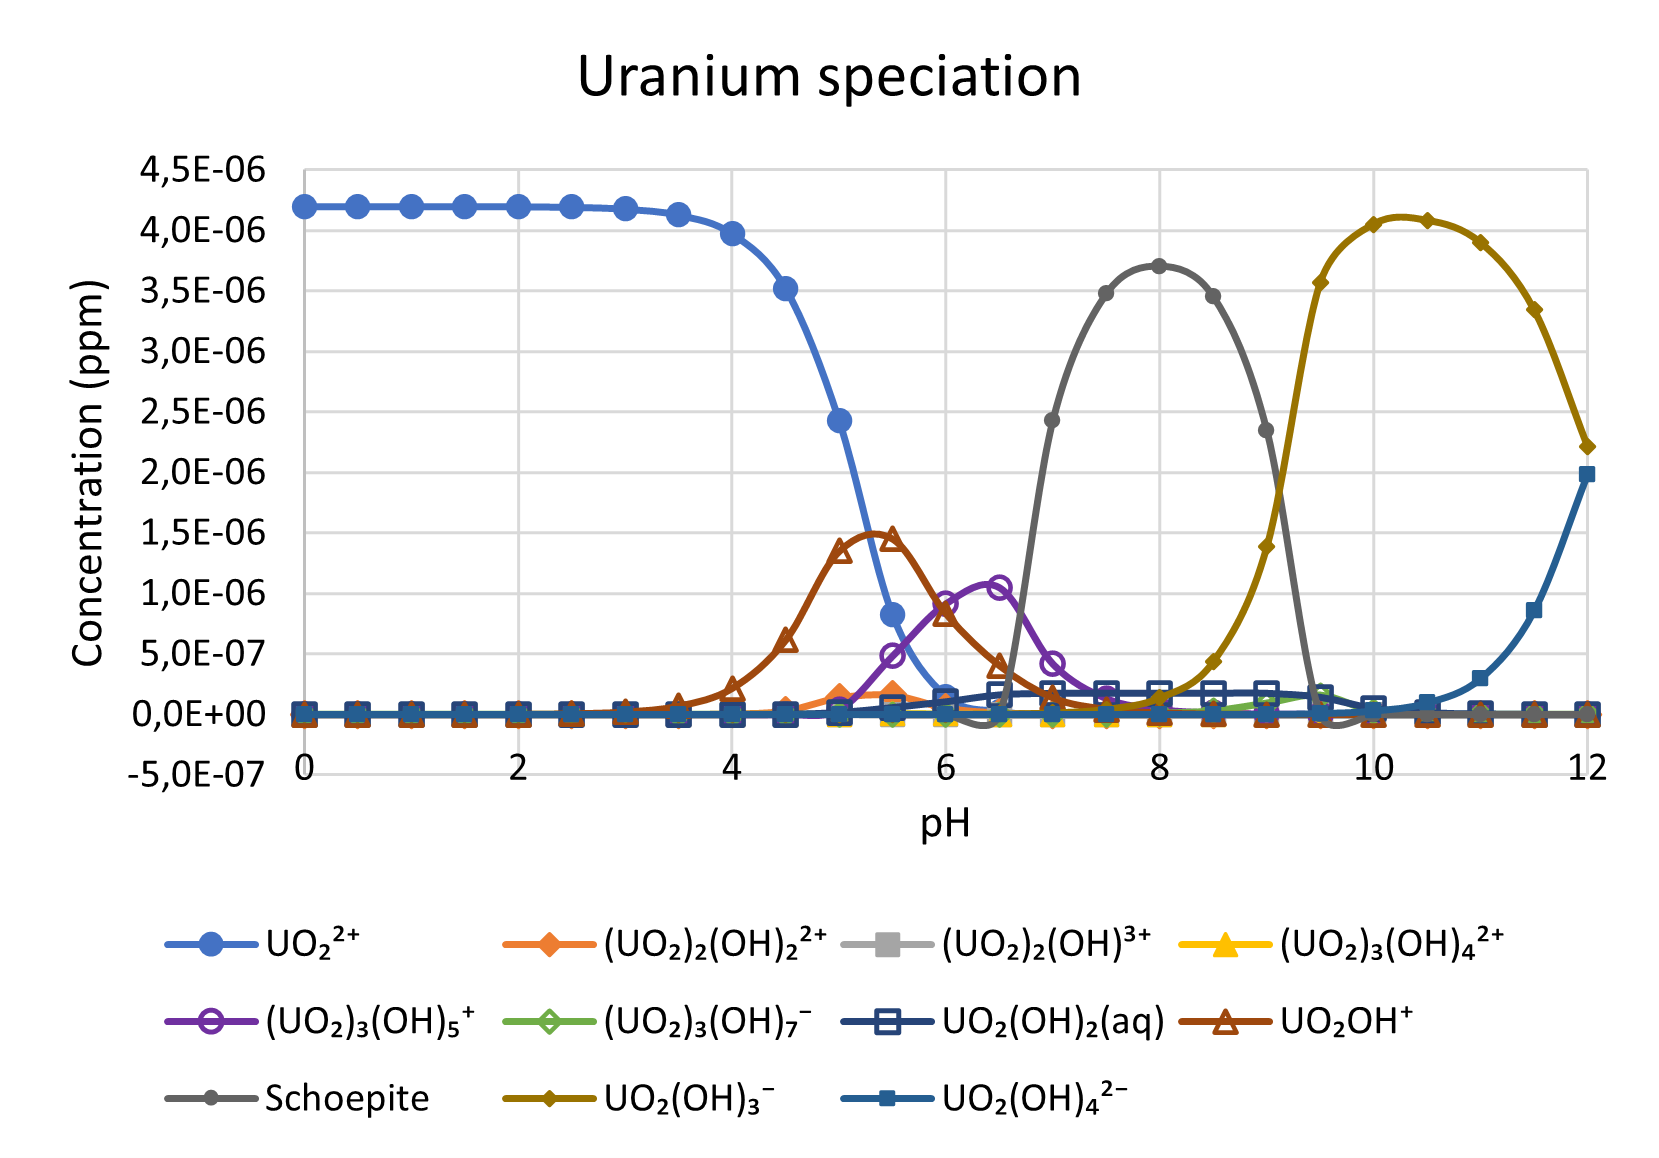 Uranium speciation
4,5E-06
4,0E-06
3,5E-06
3,0E-06
2,5E-06
2,0E-06
1,5E-06
1,0E-06
5,0E-07
0,0E+00
-5,0E-07
Concentration (ppm)
0 2 4 6 8 10 12
pH
UO₂²⁺ (UO₂)₂(OH)₂²⁺ (UO₂)₂(OH)³⁺ (UO₂)₃(OH)₄²⁺
(UO₂)₃(OH)₅⁺ (UO₂)₃(OH)₇⁻ UO₂(OH)₂(aq) UO₂OH⁺
Schoepite UO₂(OH)₃⁻ UO₂(OH)₄²⁻